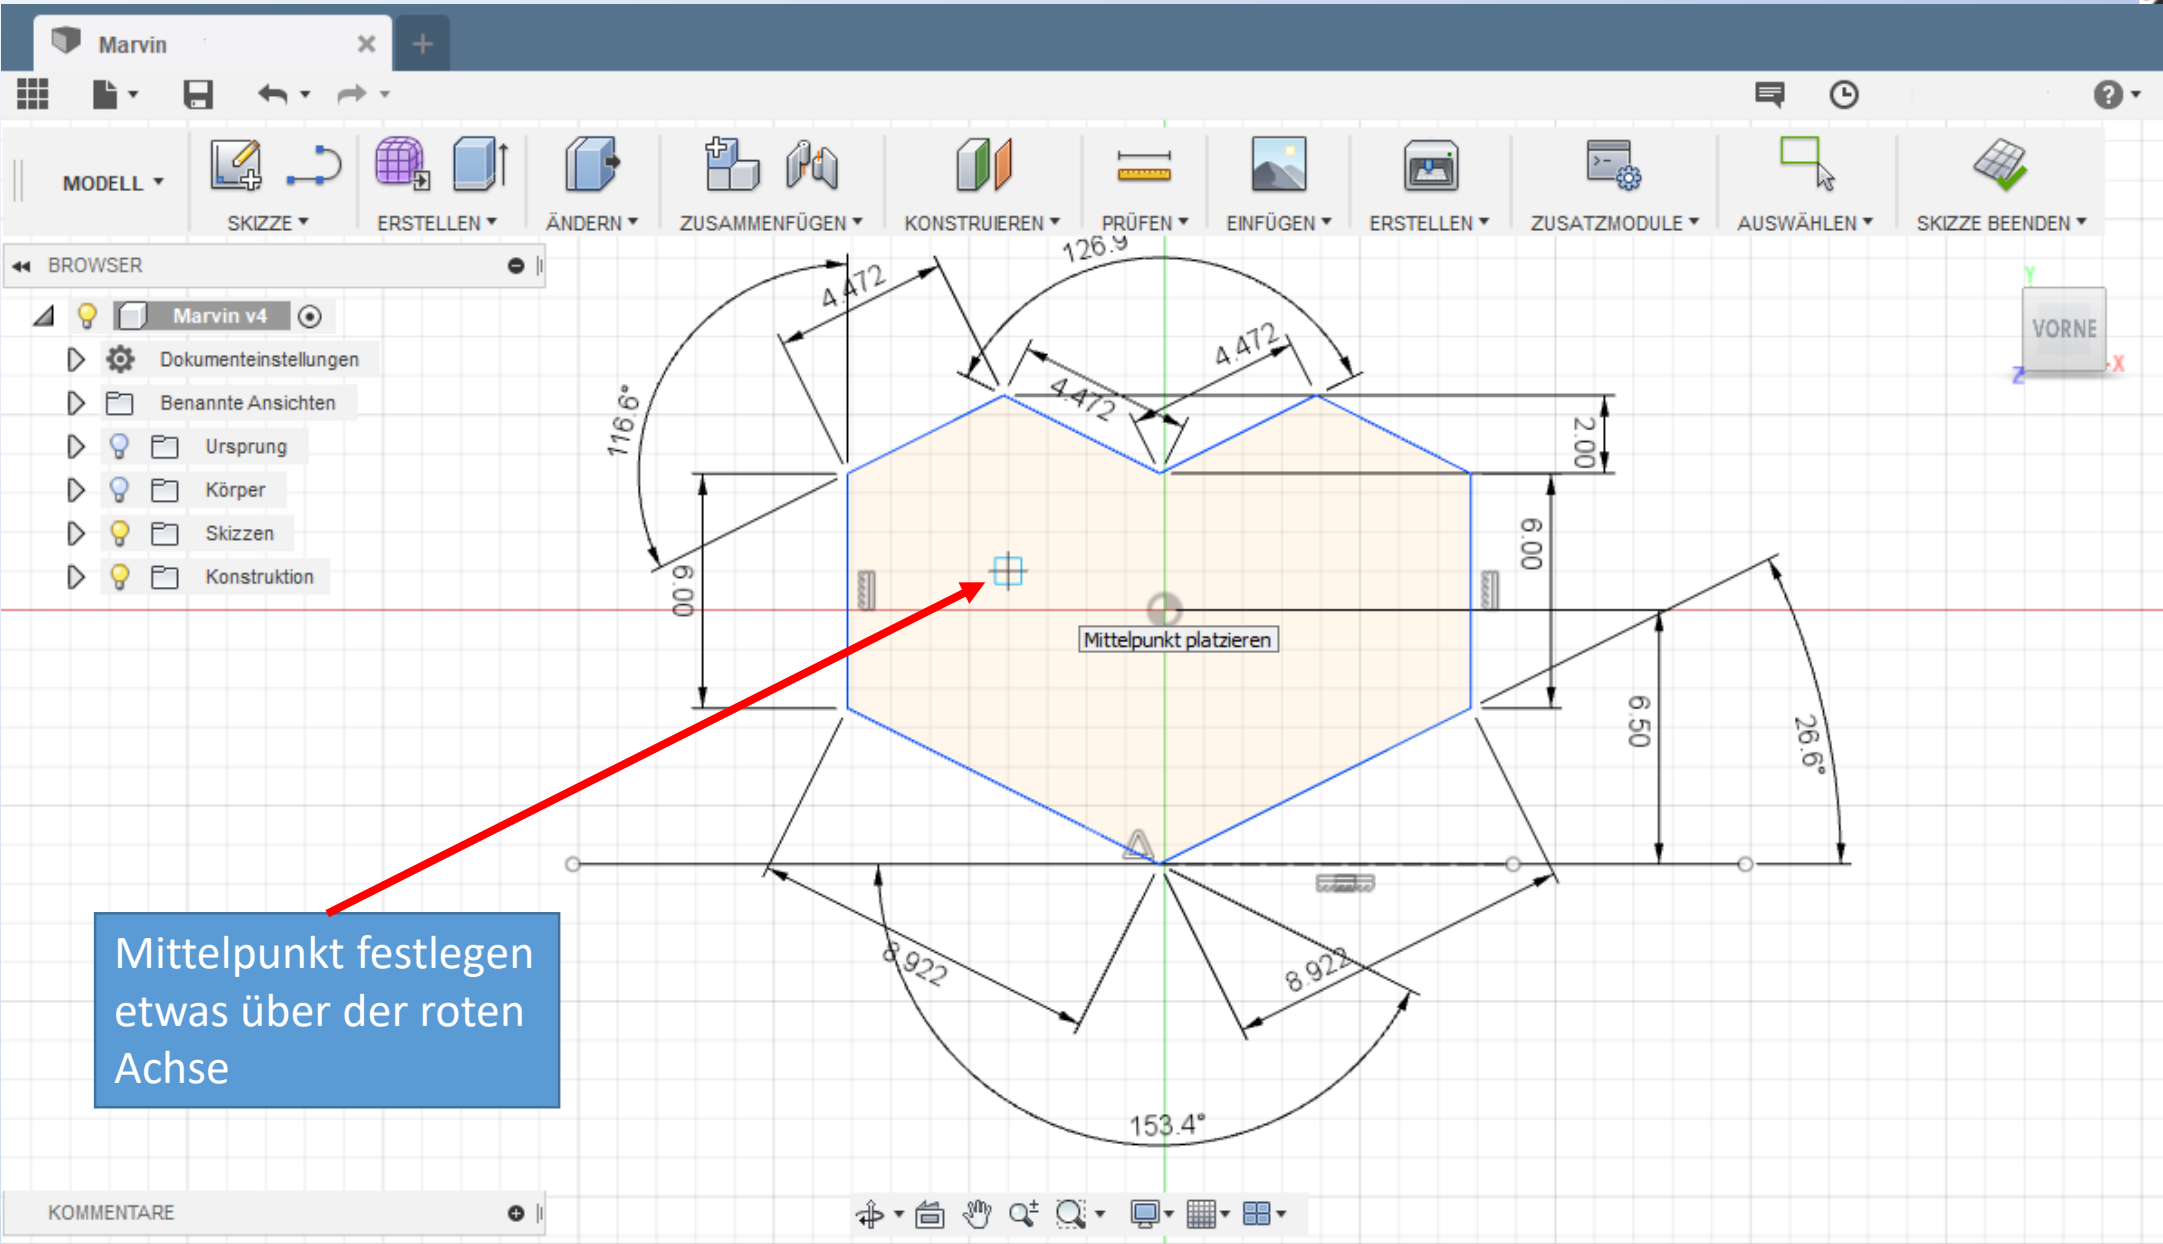 Marvin
MODELL
SKIZZE
ERSTELLEN
ÄNDERN
ZUSAMMENFÜGEN
KONSTRUIEREN
PRÜFEN
EINFÜGEN
ERSTELLEN
ZUSATZMODULE
AUSWÄHLEN
SKIZZE BEENDEN
BROWSER
Marvin v4
Dokumenteinstellungen
Benannte Ansichten
Ursprung
Körper
Skizzen
Konstruktion
126.9
4.472
4.472
4.472
116.6°
2.00
6.00
6.00
Mittelpunkt platzieren
6.50
26.6°
8.922
8.922
153.4°
Y
VORNE
X
Z
Mittelpunkt festlegen
etwas über der roten
Achse
KOMMENTARE